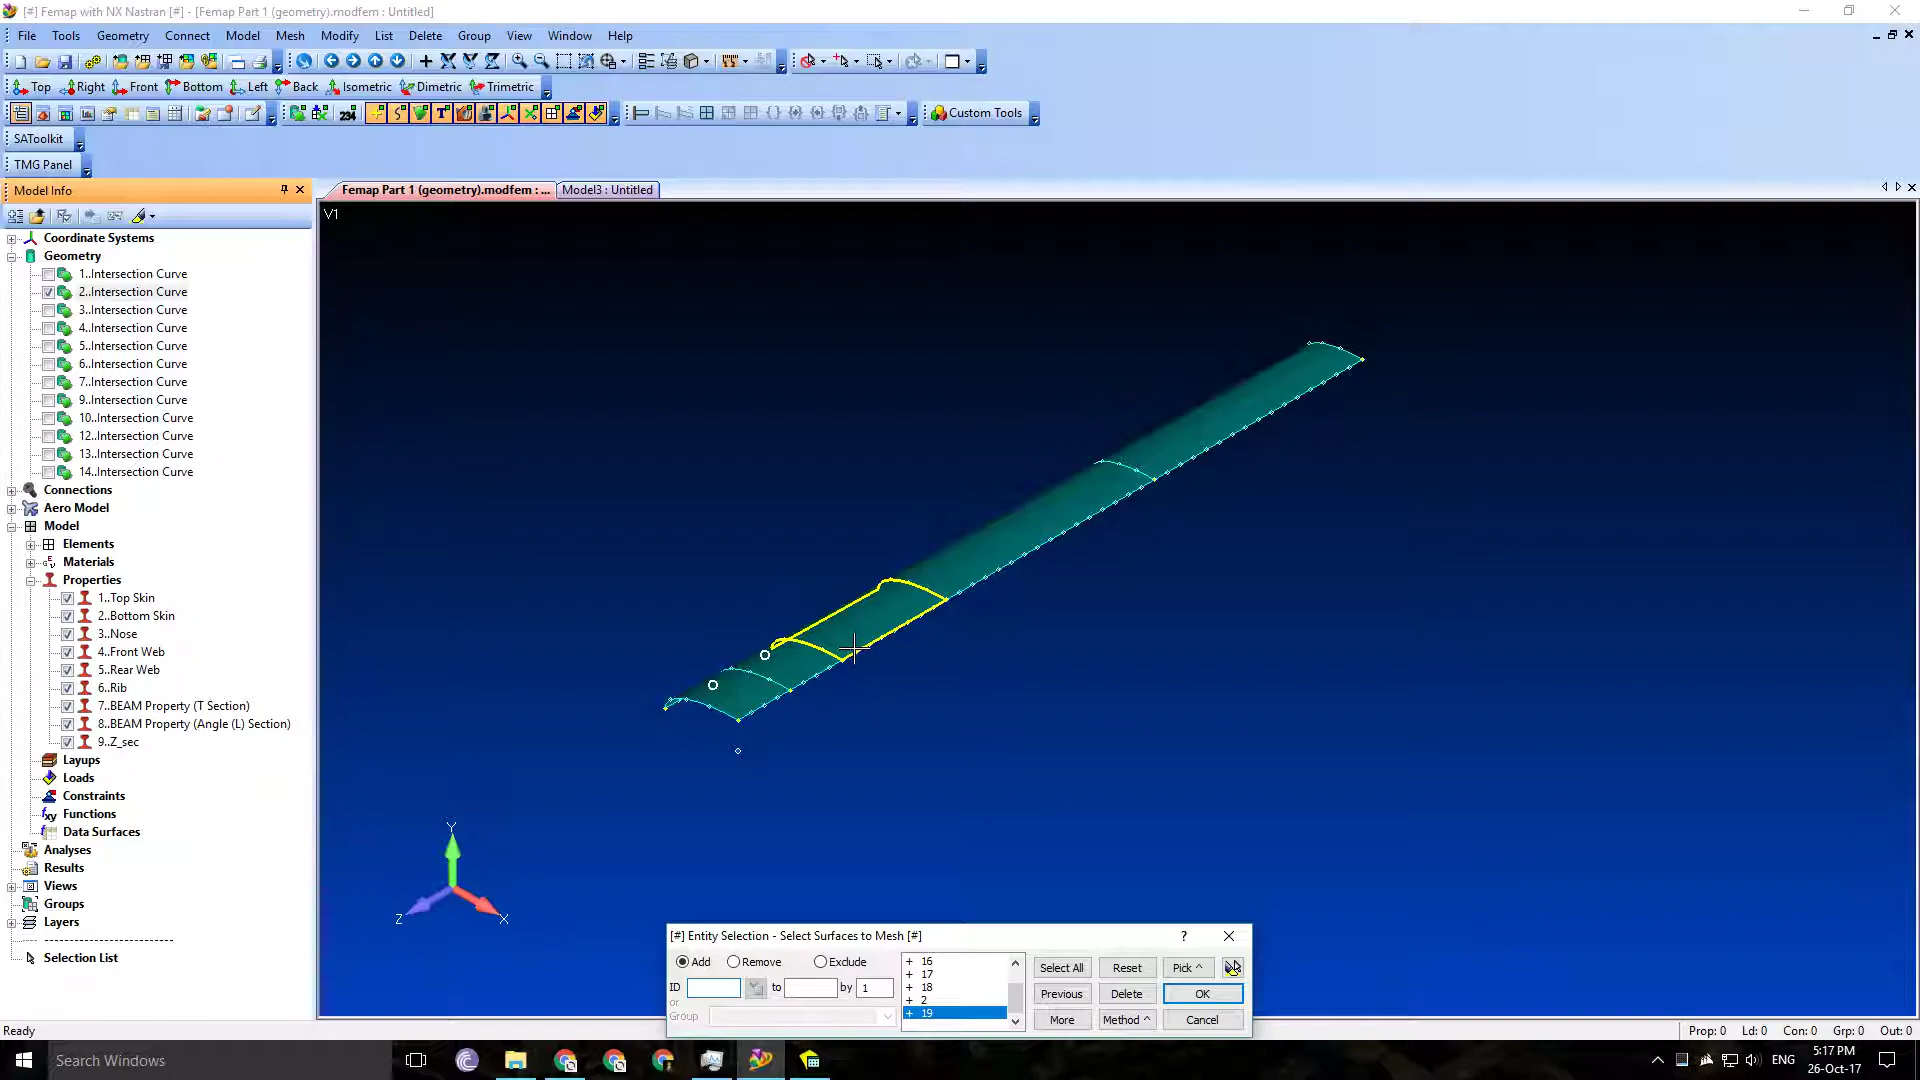 [#] Femap with NX Nastran [#] - [Femap Part 1 (geometry).modfem : Untitled]
File Tools Geometry Connect Model Mesh Modify List Delete Group View Window Help
Top Right Front Bottom Left Back Isometric Dimetric Trimetric
234 Custom Tools
SAToolkit
TMG Panel
Model Info
Femap Part 1 (geometry).modfem : ... Model3 : Untitled
V1
Coordinate Systems
Geometry
1..Intersection Curve
2..Intersection Curve
3..Intersection Curve
4..Intersection Curve
5..Intersection Curve
6..Intersection Curve
7..Intersection Curve
9..Intersection Curve
10..Intersection Curve
12..Intersection Curve
13..Intersection Curve
14..Intersection Curve
Connections
Aero Model
Model
Elements
Materials
Properties
1..Top Skin
2..Bottom Skin
3..Nose
4..Front Web
5..Rear Web
6..Rib
7..BEAM Property (T Section)
8..BEAM Property (Angle (L) Section)
9..Z_sec
Layups
Loads
Constraints
Functions
Data Surfaces
Analyses
Results
Views
Groups
Layers
Selection List
Y
Z
X
[#] Entity Selection - Select Surfaces to Mesh [#]
Add Remove Exclude
ID to by 1
or
Group
+ 16
+ 17
+ 18
+ 2
+ 19
Select All Reset Pick ^
Previous Delete OK
More Method ^ Cancel
Ready
Prop: 0 Ld: 0 Con: 0 Grp: 0 Out: 0
Search Windows
ENG
5:17 PM
26-Oct-17